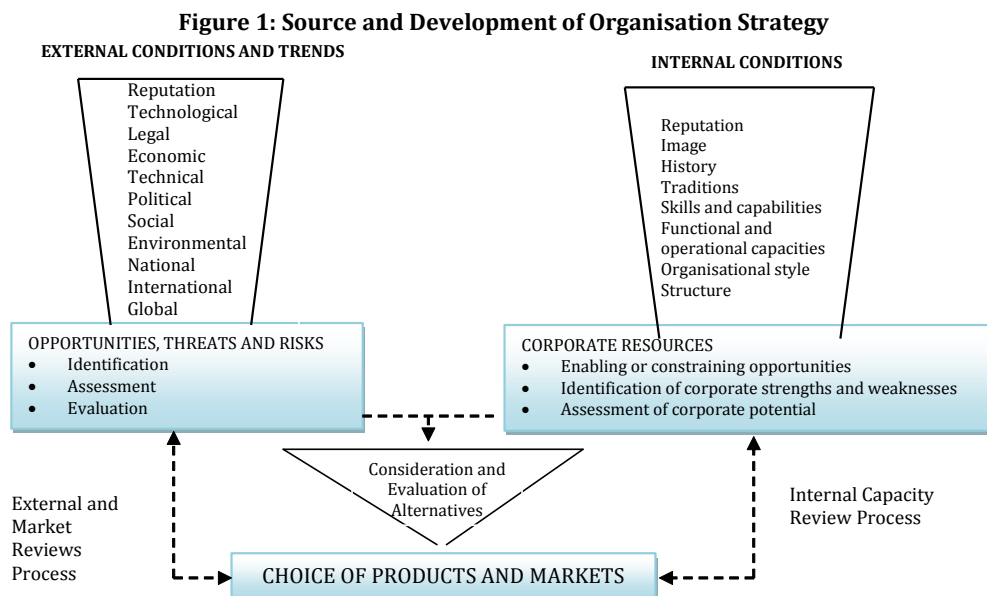 Figure 1: Source and Development of Organisation Strategy
EXTERNAL CONDITIONS AND TRENDS
Reputation
Technological
Legal
Economic
Technical
Political
Social
Environmental
National
International
Global
INTERNAL CONDITIONS
Reputation
Image
History
Traditions
Skills and capabilities
Functional and
operational capacities
Organisational style
Structure
OPPORTUNITIES, THREATS AND RISKS
• Identification
• Assessment
• Evaluation
CORPORATE RESOURCES
• Enabling or constraining opportunities
• Identification of corporate strengths and weaknesses
• Assessment of corporate potential
Consideration and
Evaluation of
Alternatives
External and
Market
Reviews
Process
Internal Capacity
Review Process
CHOICE OF PRODUCTS AND MARKETS